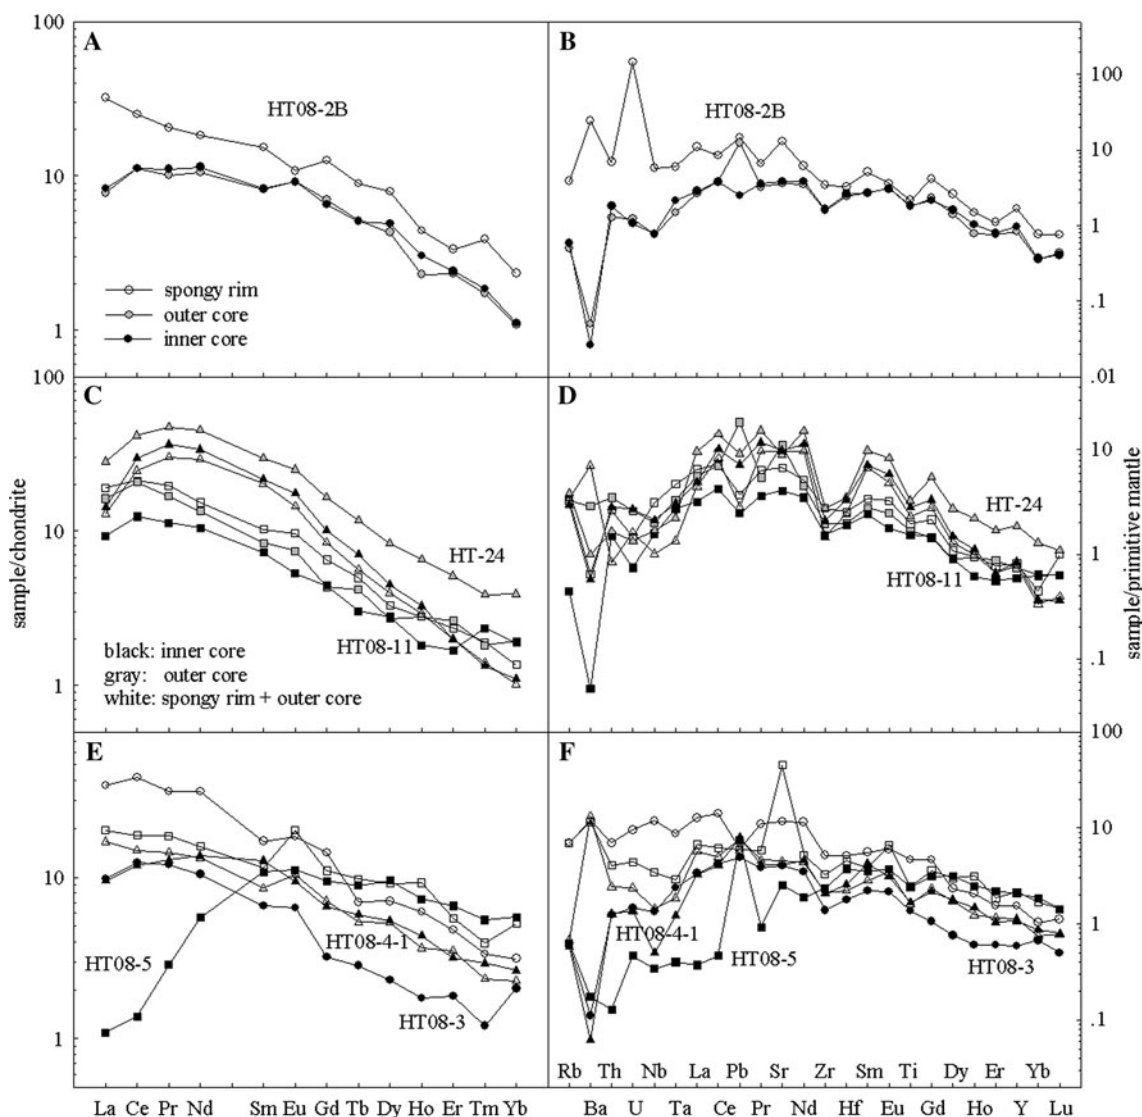 100
A
B
100
HT08-2B
HT08-2B
10
10
1
spongy rim
outer core
inner core
1
.1
100
.01
C
D
10
sample/chondrite
sample/primitive mantle
10
HT-24
HT-24
1
HT08-11
HT08-11
black: inner core
gray: outer core
white: spongy rim + outer core
1
.1
100
E
F
10
10
HT08-4-1
HT08-4-1
HT08-5
HT08-5
1
HT08-3
HT08-3
1
.1
Rb Th Nb La Pb Sr Zr Sm Ti Dy Er Yb
La Ce Pr Nd Sm Eu Gd Tb Dy Ho Er Tm Yb
Ba U Ta Ce Pr Nd Hf Eu Gd Ho Y Lu